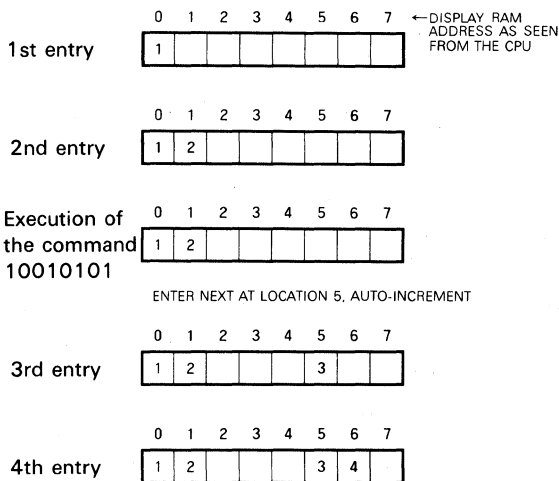 0 1 2 3 4 5 6 7 ←DISPLAY RAM
ADDRESS AS SEEN
FROM THE CPU
1st entry
1
0 1 2 3 4 5 6 7
2nd entry
1 2
0 1 2 3 4 5 6 7
Execution of
the command
10010101
1 2
ENTER NEXT AT LOCATION 5, AUTO-INCREMENT
0 1 2 3 4 5 6 7
3rd entry
1 2 3
0 1 2 3 4 5 6 7
4th entry
1 2 3 4